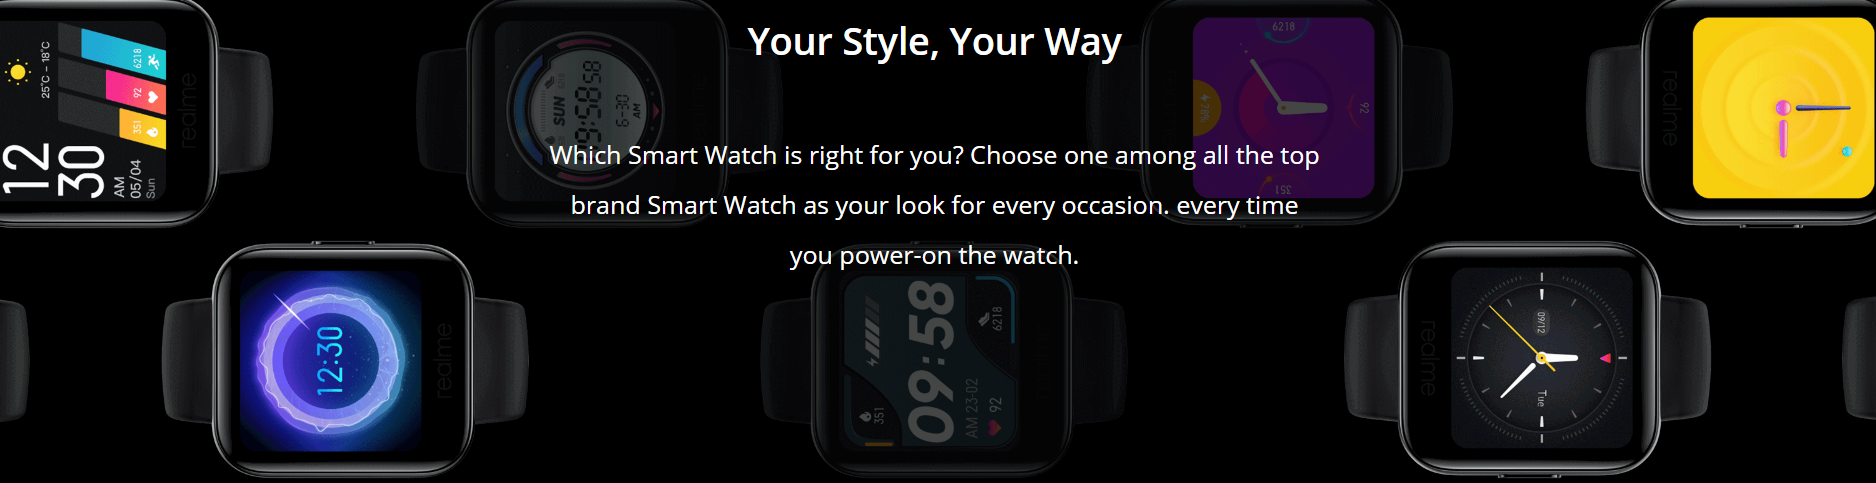 Your Style, Your Way
Which Smart Watch is right for you? Choose one among all the top
brand Smart Watch as your look for every occasion. every time
you power-on the watch.
25°C - 18°C
6218
92
351
12
30
AM
05/04
Sun
realme
SUN
09:58:58
6-30
AM
6218
70%
92
351
realme
12:30
realme
351
09:58
AM 23-02
92
6218
09/12
Tue
realme